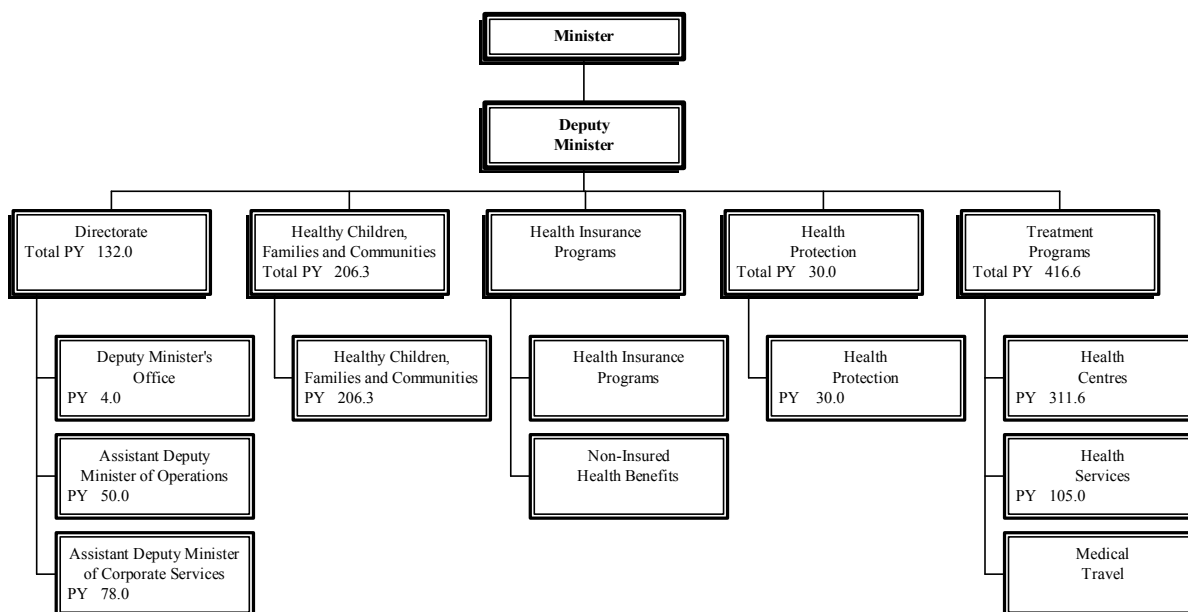 Minister
Deputy
Minister
Directorate
Total PY 132.0
Healthy Children,
Families and Communities
Total PY 206.3
Health Insurance
Programs
Health
Protection
Total PY 30.0
Treatment
Programs
Total PY 416.6
Deputy Minister's
Office
PY 4.0
Healthy Children,
Families and Communities
PY 206.3
Health Insurance
Programs
Health
Protection
PY 30.0
Health
Centres
PY 311.6
Assistant Deputy
Minister of Operations
PY 50.0
Non-Insured
Health Benefits
Health
Services
PY 105.0
Assistant Deputy Minister
of Corporate Services
PY 78.0
Medical
Travel